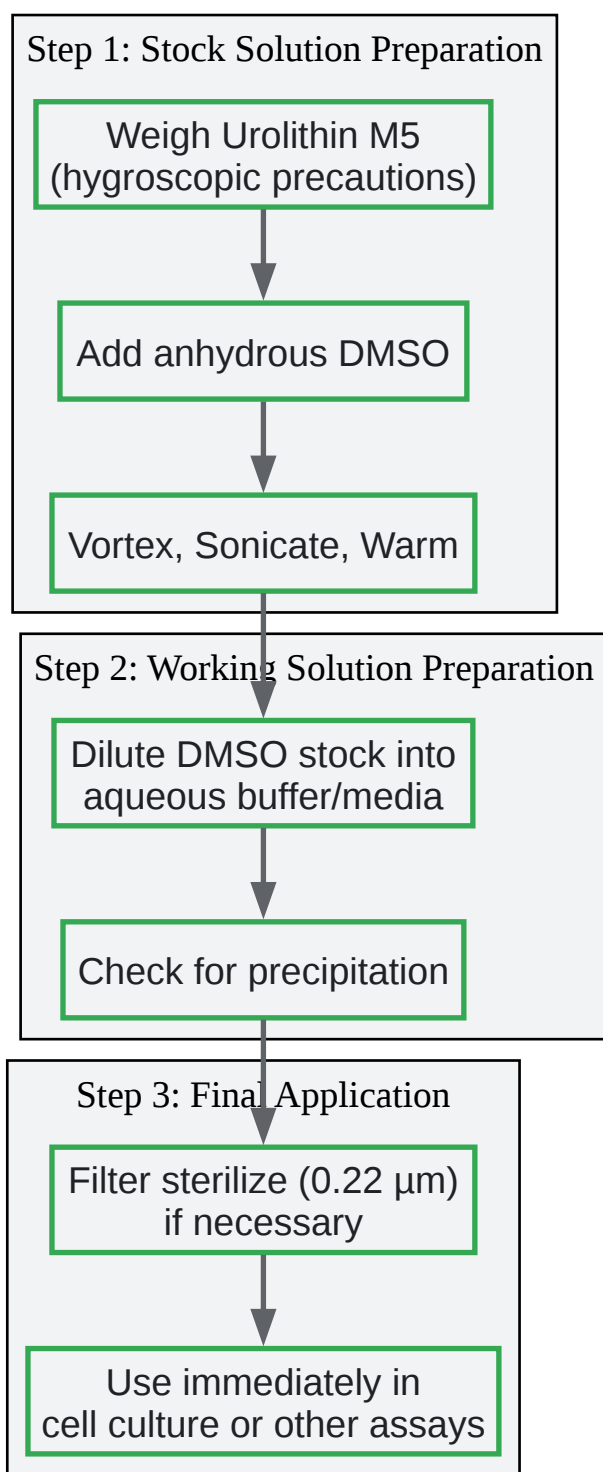 Step 1: Stock Solution Preparation
Weigh Urolithin M5
(hygroscopic precautions)
Add anhydrous DMSO
Vortex, Sonicate, Warm
Step 2: Working Solution Preparation
Dilute DMSO stock into
aqueous buffer/media
Check for precipitation
Step 3: Final Application
Filter sterilize (0.22 µm)
if necessary
Use immediately in
cell culture or other assays